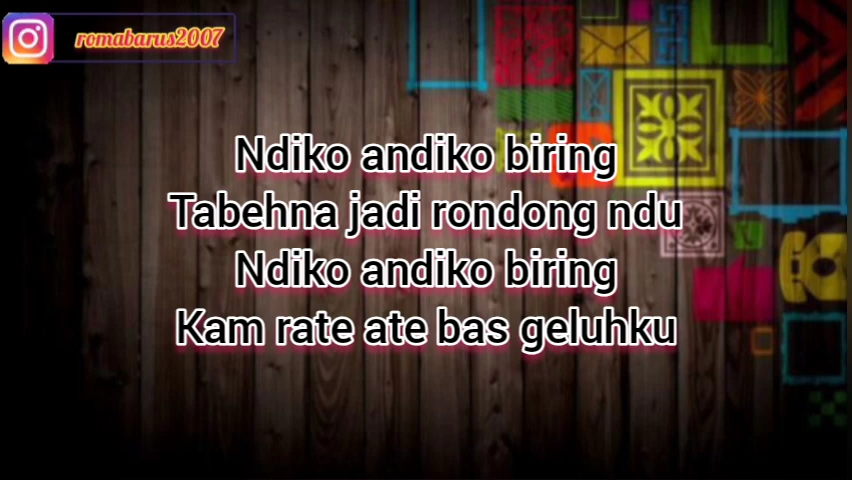 romabarus2007
Ndiko andiko biring
Tabehna jadi rondong ndu
Ndiko andiko biring
Kam rate ate bas geluhku